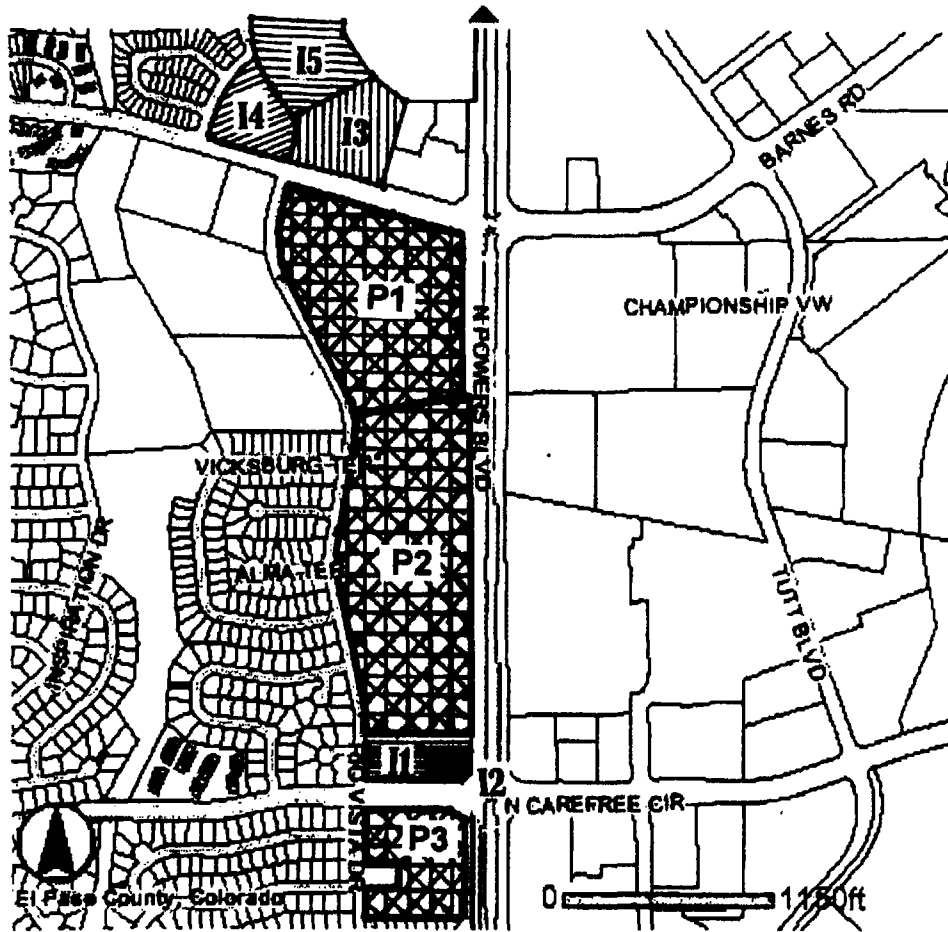 I5
I4
I3
BARNES RD
P1
CHAMPIONSHIP VW
N POWERS BLVD
VICKSBURG TER
P2
ALMA TER
TUTT BLVD
I1
I2
N CAREFREE CIR
P3
El Paso County, Colorado
0
1150ft